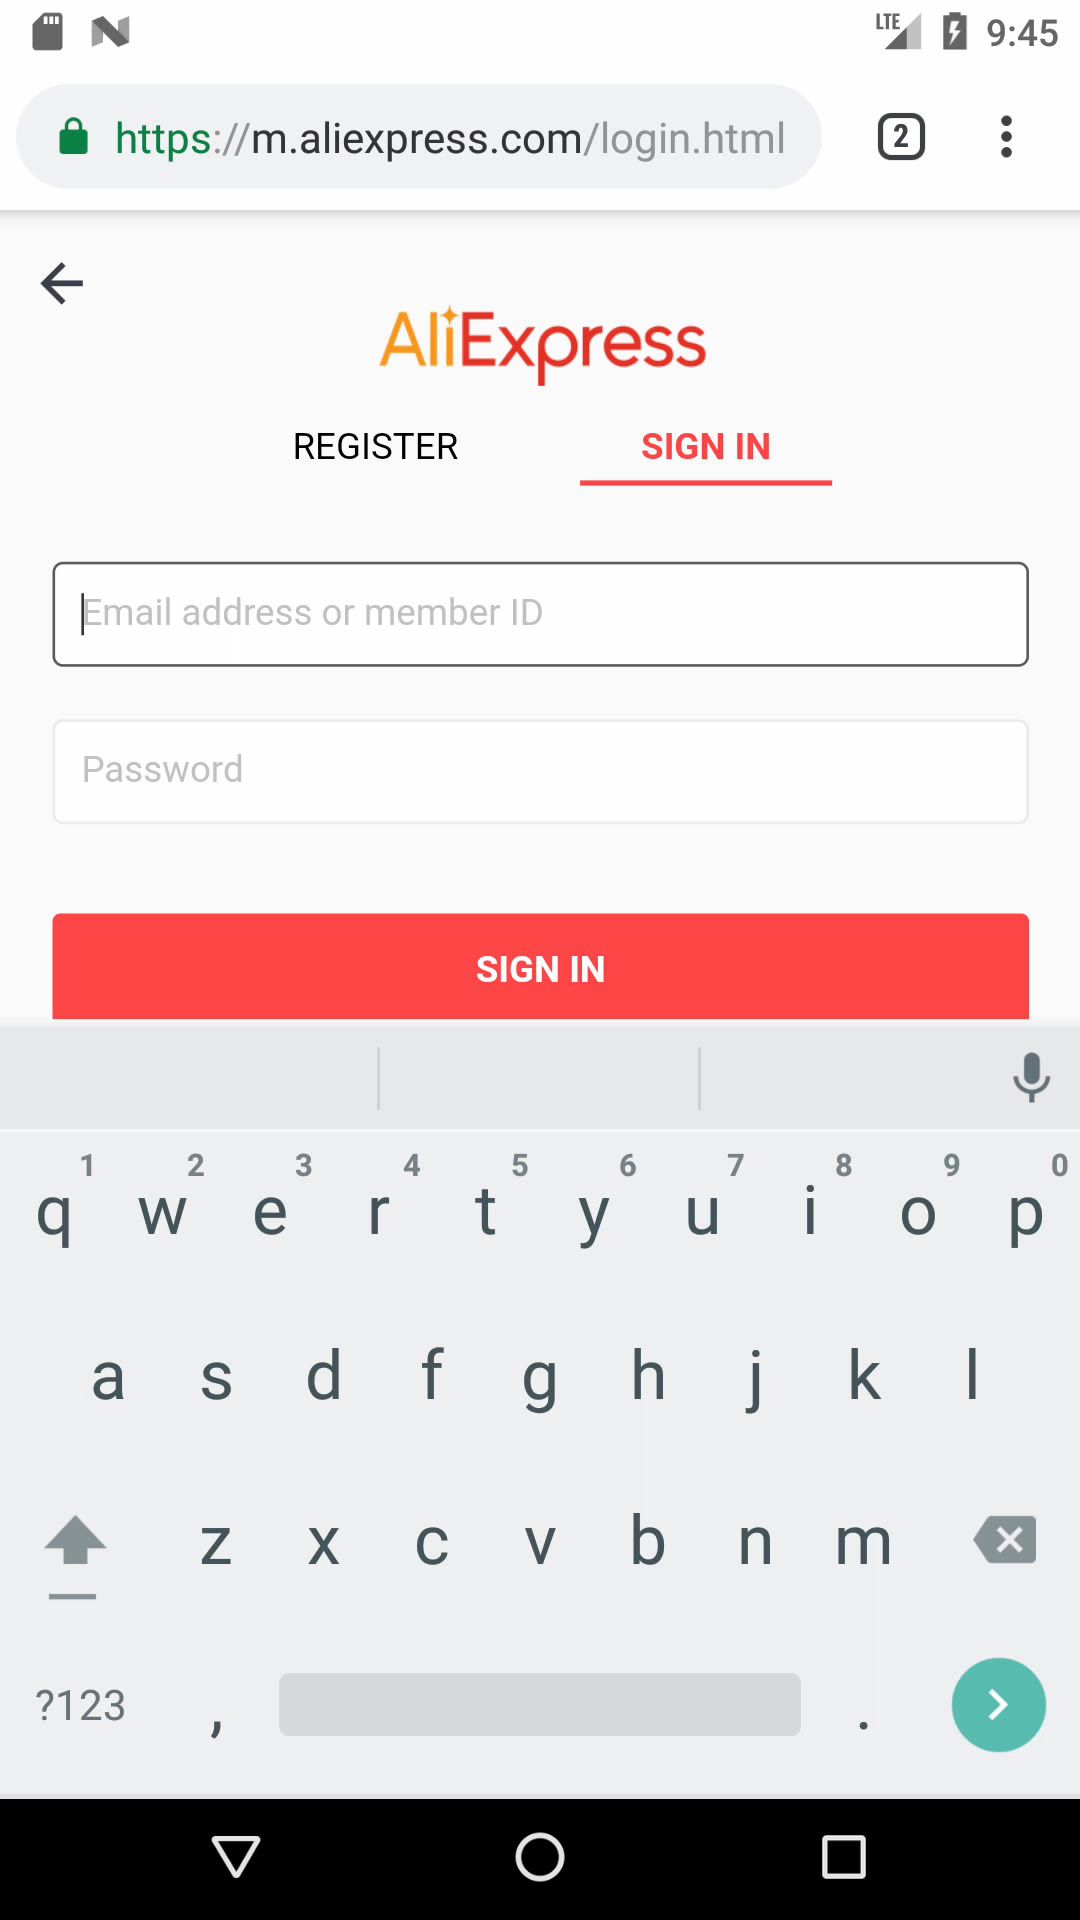 LTE 9:45
https://m.aliexpress.com/login.html 2
AliExpress
REGISTER SIGN IN
Email address or member ID
Password
SIGN IN
1 2 3 4 5 6 7 8 9 0
q w e r t y u i o p
a s d f g h j k l
z x c v b n m
?123 , .